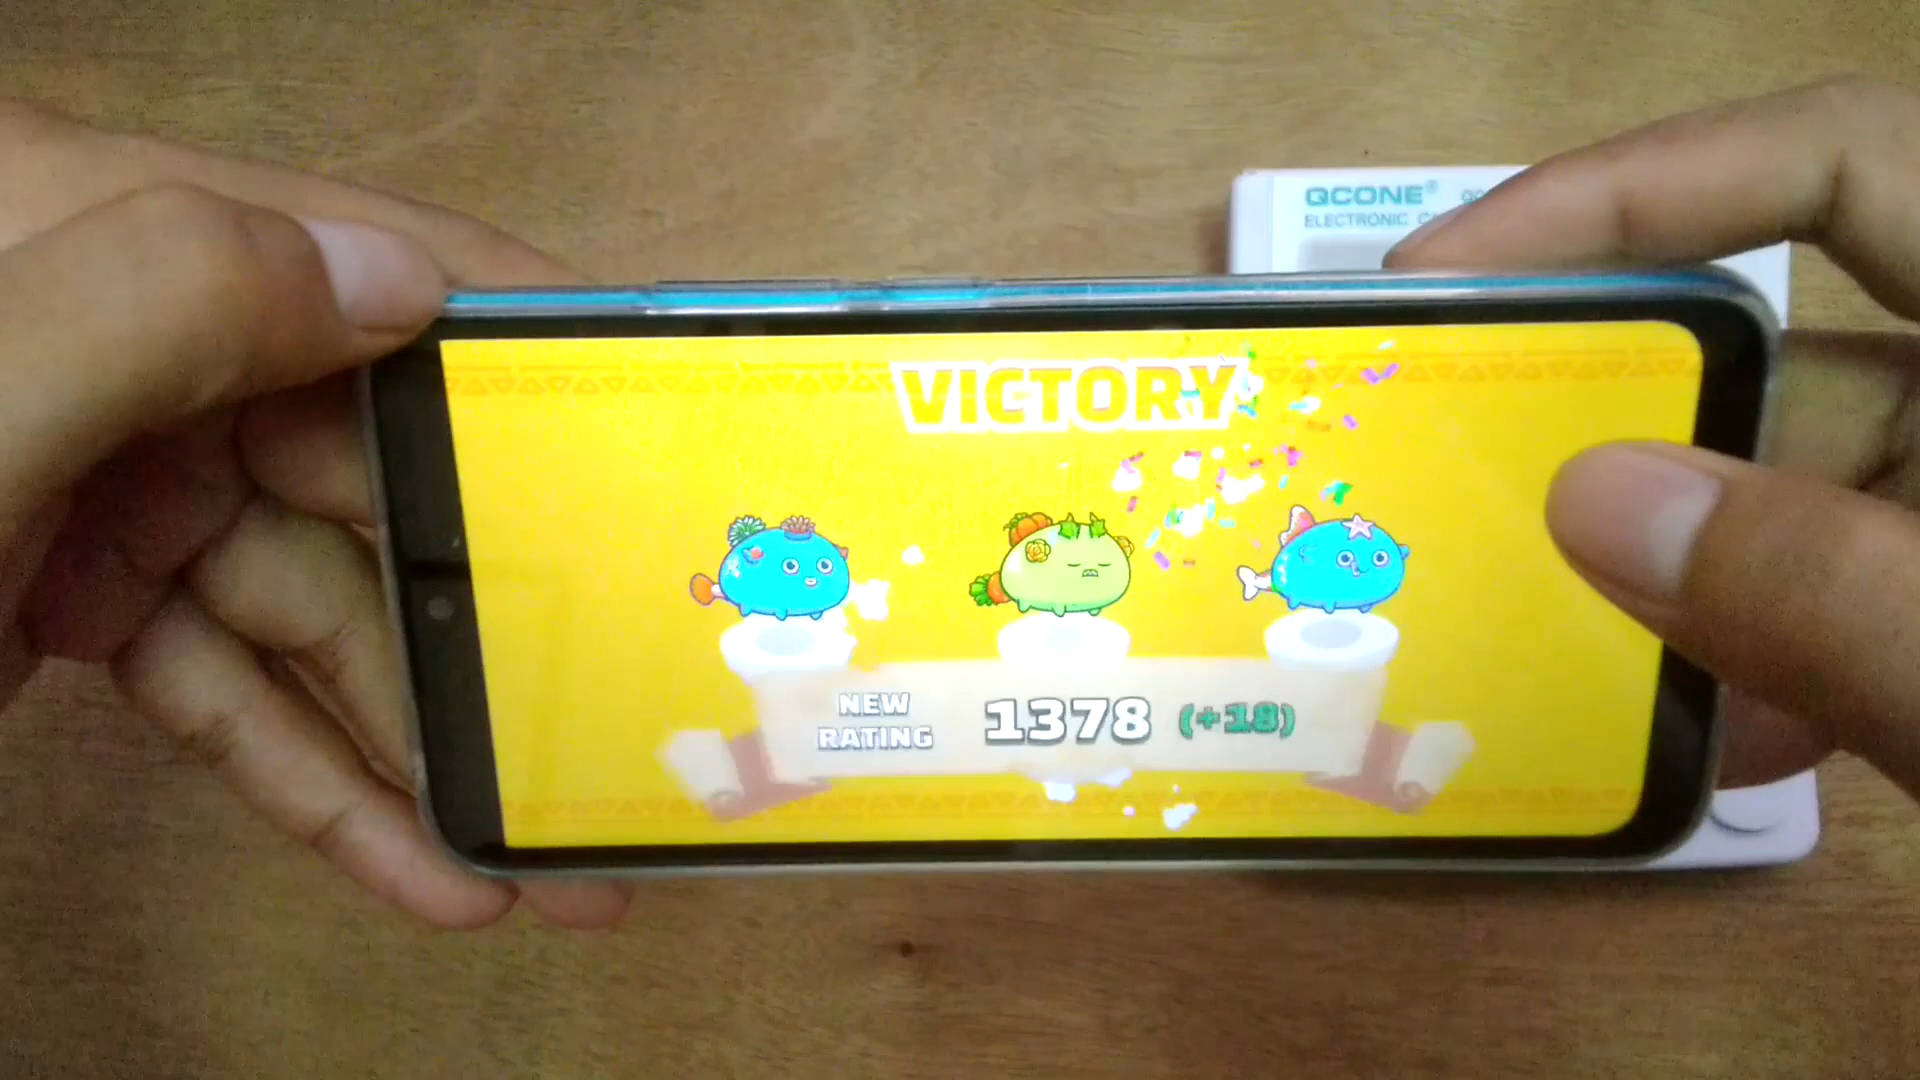 QCONE®
ELECTRONIC
VICTORY
NEW
RATING
1378 (+18)